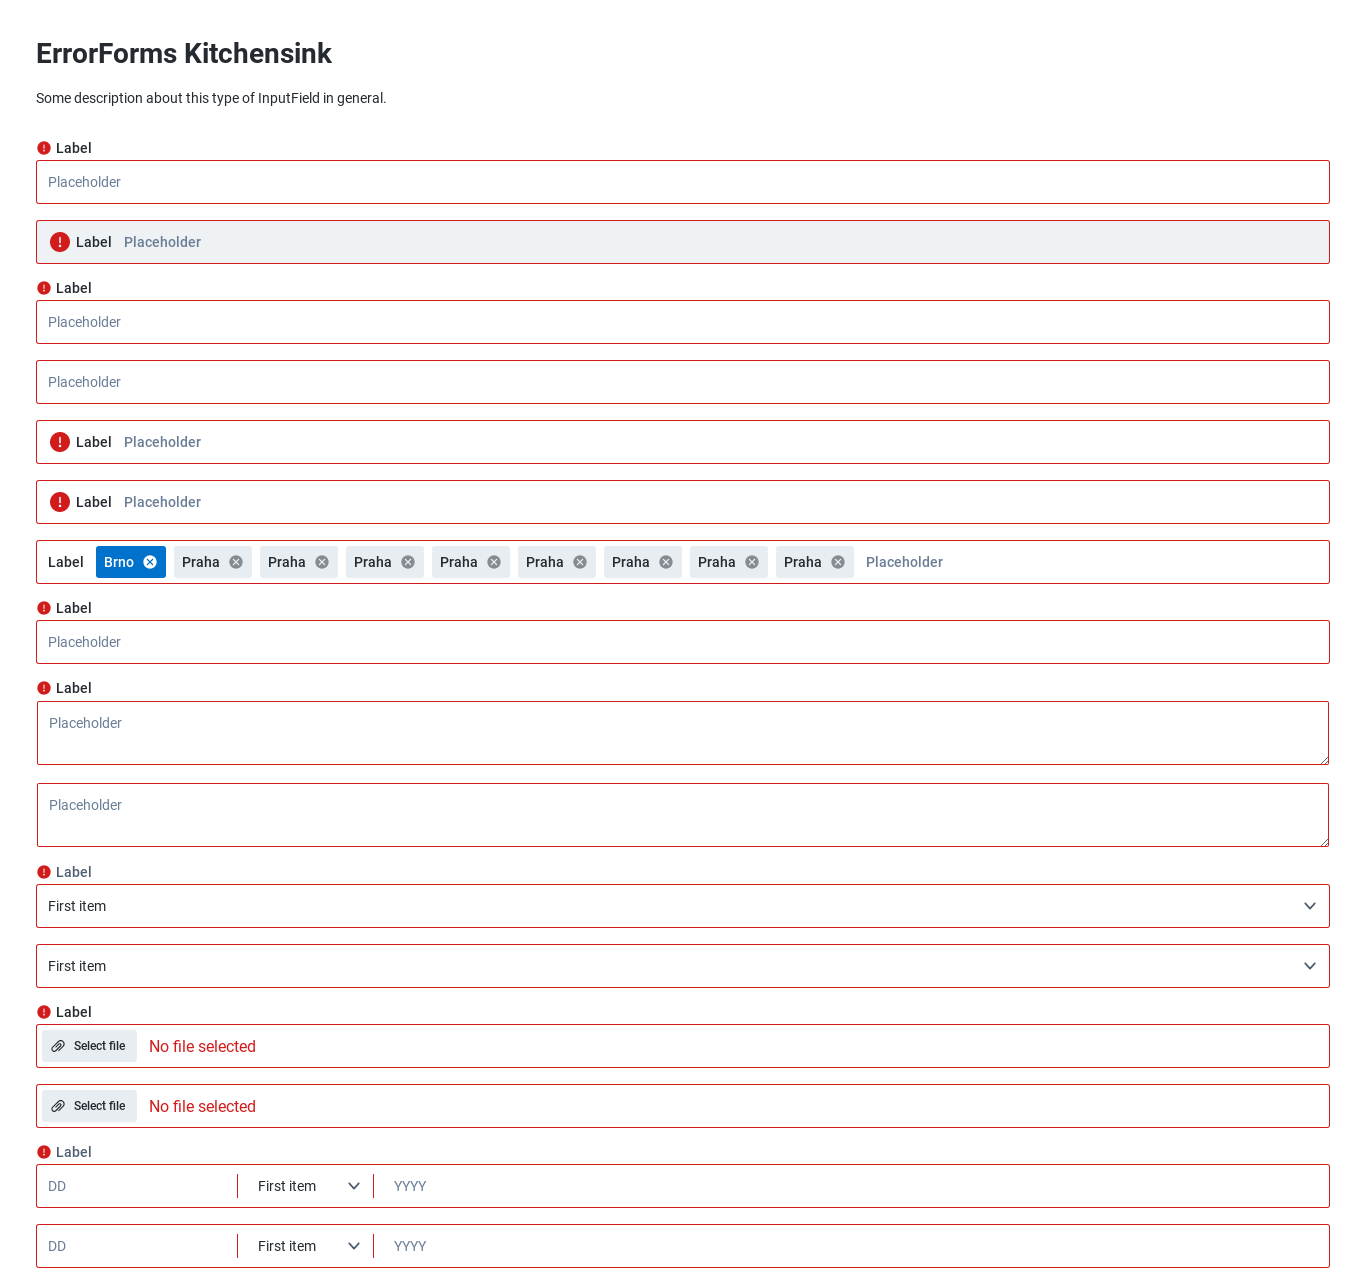 ErrorForms Kitchensink
Some description about this type of InputField in general.
Label
Placeholder
Label Placeholder
Label
Placeholder
Placeholder
Label Placeholder
Label Placeholder
Label Brno Praha Praha Praha Praha Praha Praha Praha Praha Placeholder
Label
Placeholder
Label
Placeholder
Placeholder
Label
First item
First item
Label
Select file No file selected
Select file No file selected
Label
DD First item YYYY
DD First item YYYY